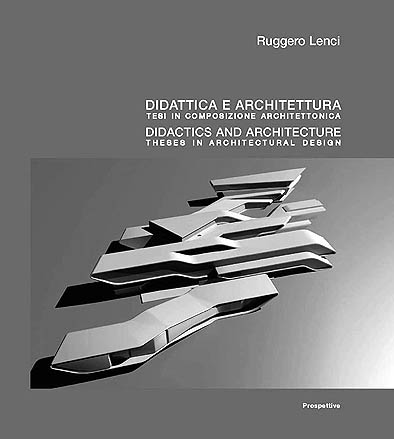 Ruggero Lenci
DIDATTICA E ARCHITETTURA
TESI IN COMPOSIZIONE ARCHITETTONICA
DIDACTICS AND ARCHITECTURE
THESES IN ARCHITECTURAL DESIGN
Prospettive